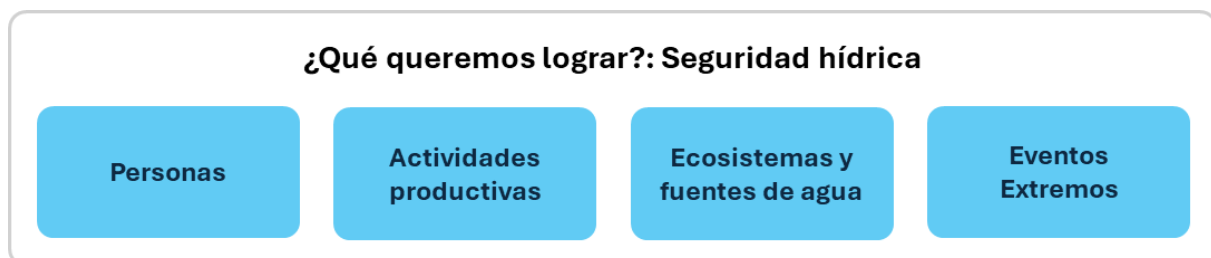 ¿Qué queremos lograr?: Seguridad hídrica
Personas
Actividades
productivas
Ecosistemas y
fuentes de agua
Eventos
Extremos